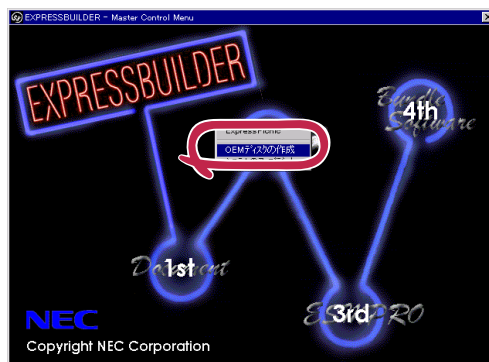 EXPRESSBUILDER - Master Control Menu
EXPRESSBUILDER
Bundle
4th
Software
OEMディスクの作成
Document
1st
ESMPRO
3rd
NEC
Copyright NEC Corporation